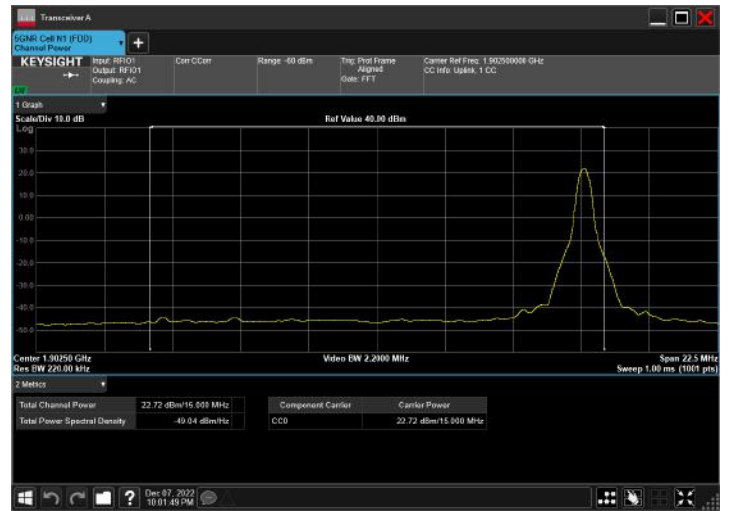 Transceiver A
5GNR Cell N1 (FDD)
Channel Power
KEYSIGHT
Input: RFIO1
Output: RFIO1
Coupling: AC
Corr CCorr
Range -60 dBm
Trig: Prot Frame
Aligned
Gate: FFT
Carrier Ref Freq: 1.902500000 GHz
CC Info: Uplink, 1 CC
1 Graph
Scale/Div 10.0 dB
Ref Value 40.00 dBm
Log
30.0
20.0
10.0
0.00
-10.0
-20.0
-30.0
-40.0
-50.0
Center 1.90250 GHz
Video BW 2.2000 MHz
Span 22.5 MHz
Res BW 220.00 kHz
Sweep 1.00 ms (1001 pts)
2 Metrics
Total Channel Power
22.72 dBm/15.000 MHz
Total Power Spectral Density
-49.04 dBm/Hz
Component Carrier
Carrier Power
CC0
22.72 dBm/15.000 MHz
Dec 07, 2022
10:01:49 PM